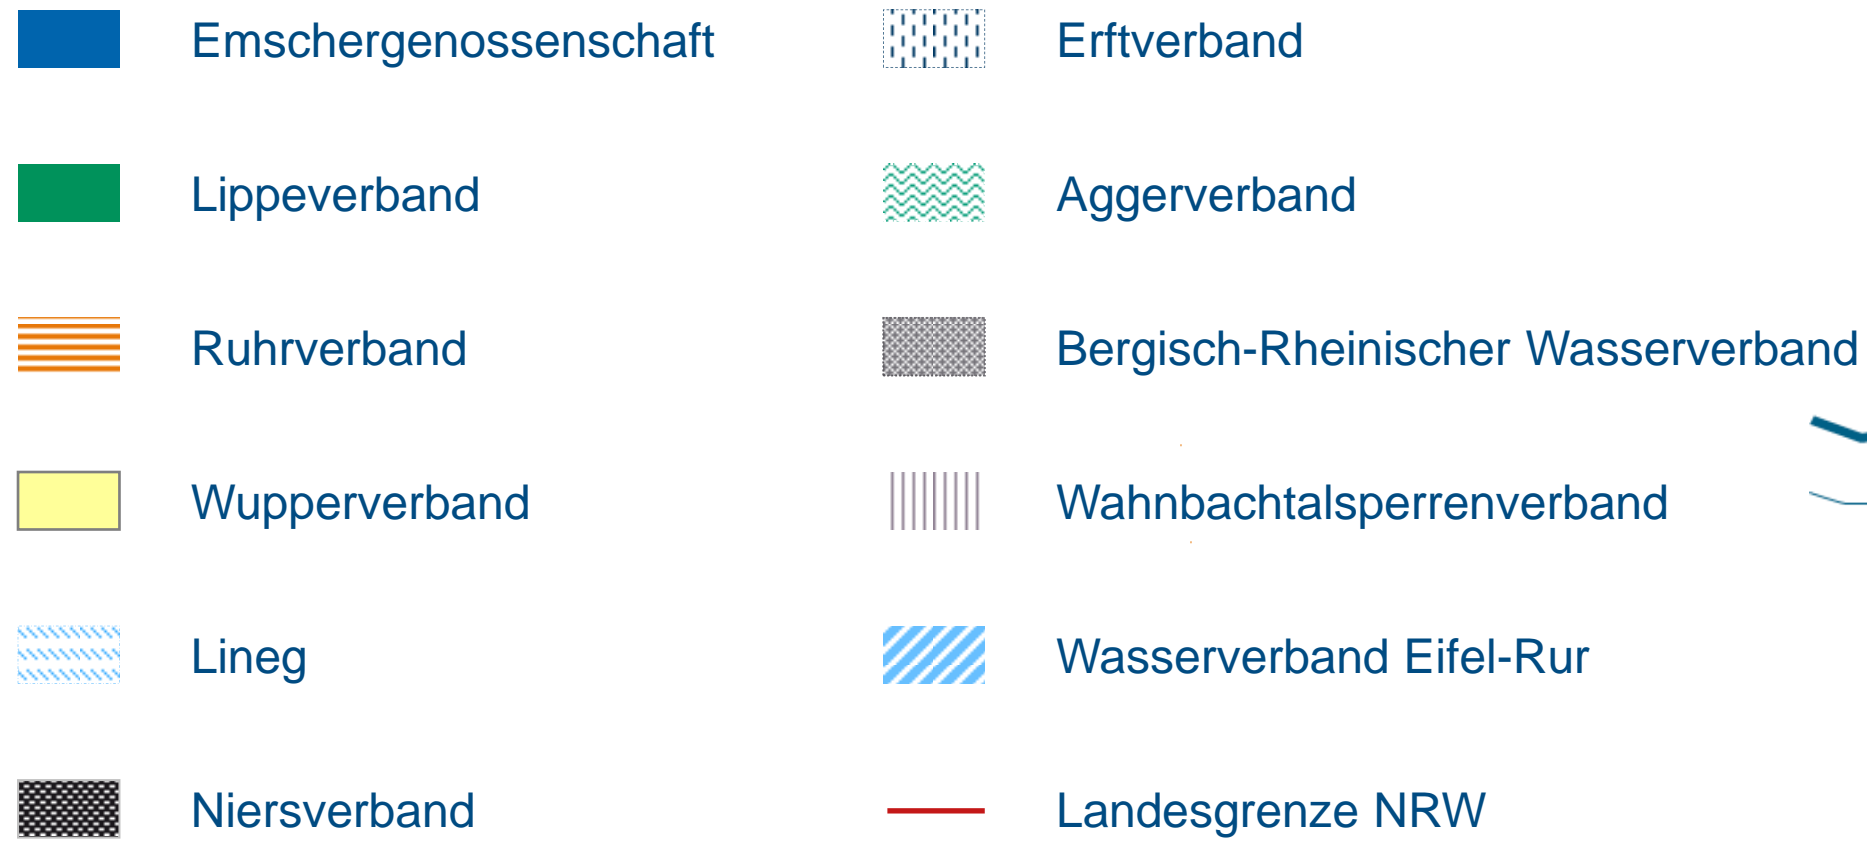 Emschergenossenschaft
Lippeverband
Ruhrverband
Wupperverband
Lineg
Niersverband
Erftverband
Aggerverband
Bergisch-Rheinischer Wasserverband
Wahnbachtalsperrenverband
Wasserverband Eifel-Rur
Landesgrenze NRW